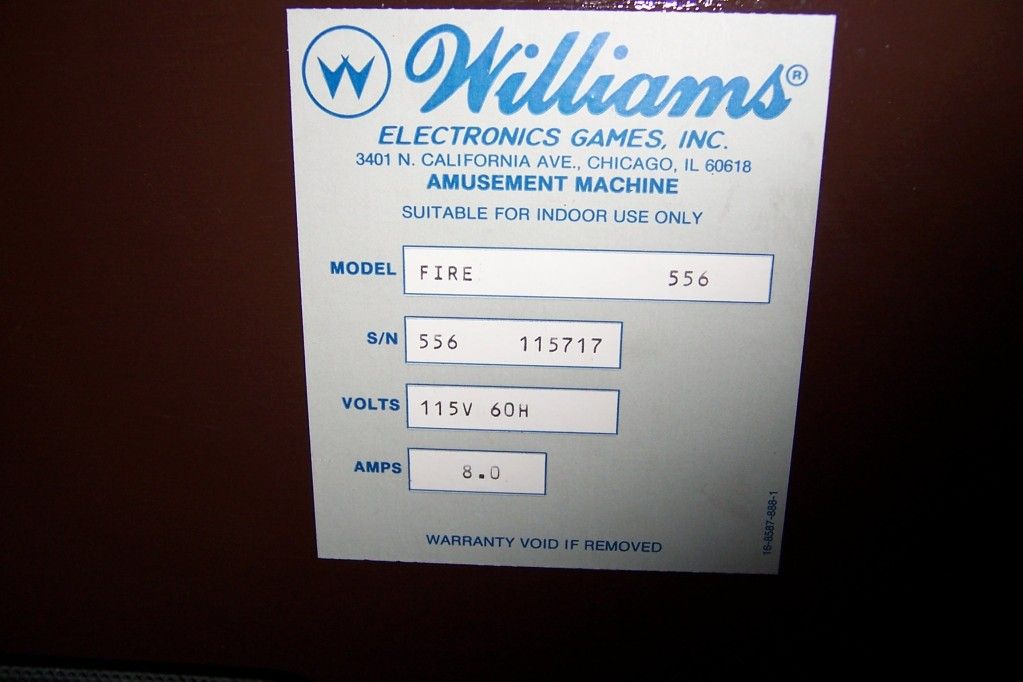 W Williams®
ELECTRONICS GAMES, INC.
3401 N. CALIFORNIA AVE., CHICAGO, IL 60618
AMUSEMENT MACHINE
SUITABLE FOR INDOOR USE ONLY
MODEL FIRE 556
S/N 556 115717
VOLTS 115V 60H
AMPS 8.0
WARRANTY VOID IF REMOVED
16-8587-888-1